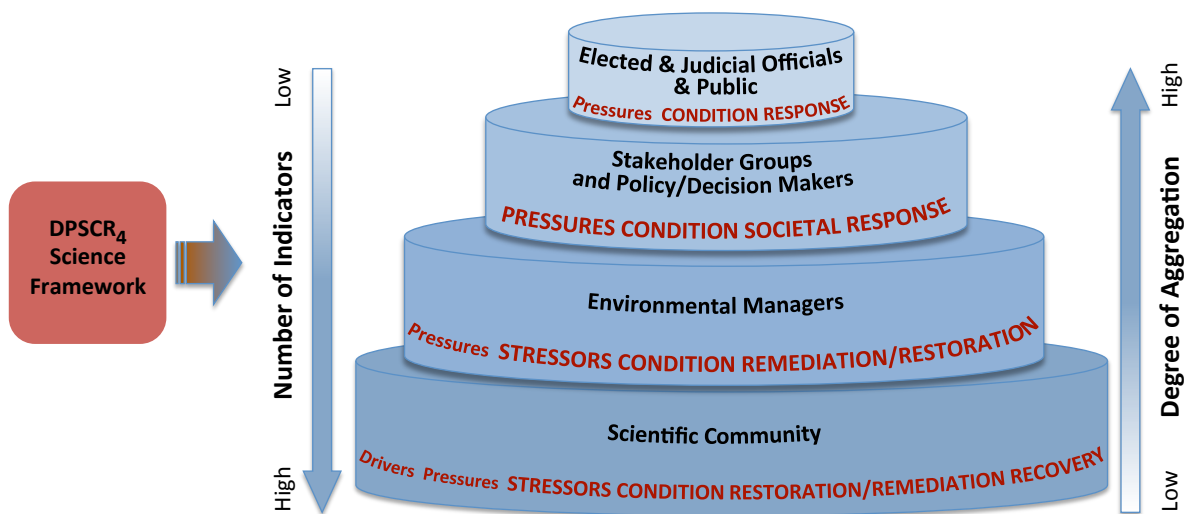 DPSCR4
Science
Framework
Low
Number of Indicators
High
Elected & Judicial Officials
& Public
Pressures CONDITION RESPONSE
Stakeholder Groups
and Policy/Decision Makers
PRESSURES CONDITION SOCIETAL RESPONSE
Environmental Managers
Pressures STRESSORS CONDITION REMEDIATION/RESTORATION
Scientific Community
Drivers Pressures STRESSORS CONDITION RESTORATION/REMEDIATION RECOVERY
High
Degree of Aggregation
Low